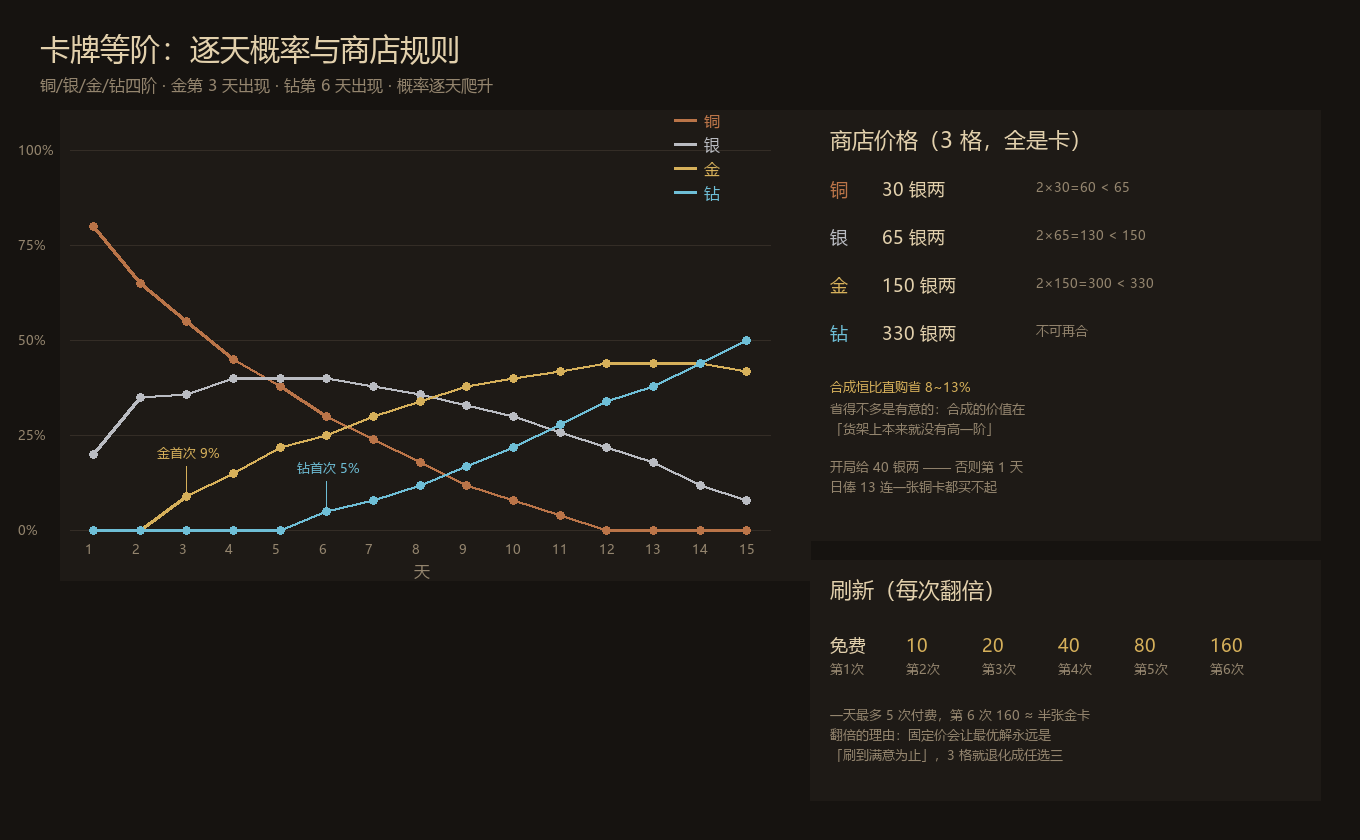 卡牌等阶：逐天概率与商店规则
铜/银/金/钻四阶 · 金第 3 天出现 · 钻第 6 天出现 · 概率逐天爬升
铜
银
金
钻
100%
75%
50%
25%
0%
金首次 9%
钻首次 5%
1 2 3 4 5 6 7 8 9 10 11 12 13 14 15
天
商店价格（3 格，全是卡）
铜 30 银两 2×30=60 < 65
银 65 银两 2×65=130 < 150
金 150 银两 2×150=300 < 330
钻 330 银两 不可再合
合成恒比直购省 8~13%
省得不多是有意的：合成的价值在
「货架上本来就没有高一阶」
开局给 40 银两 —— 否则第 1 天
日俸 13 连一张铜卡都买不起
刷新（每次翻倍）
免费 10 20 40 80 160
第1次 第2次 第3次 第4次 第5次 第6次
一天最多 5 次付费，第 6 次 160 ≈ 半张金卡
翻倍的理由：固定价会让最优解永远是
「刷到满意为止」，3 格就退化成任选三